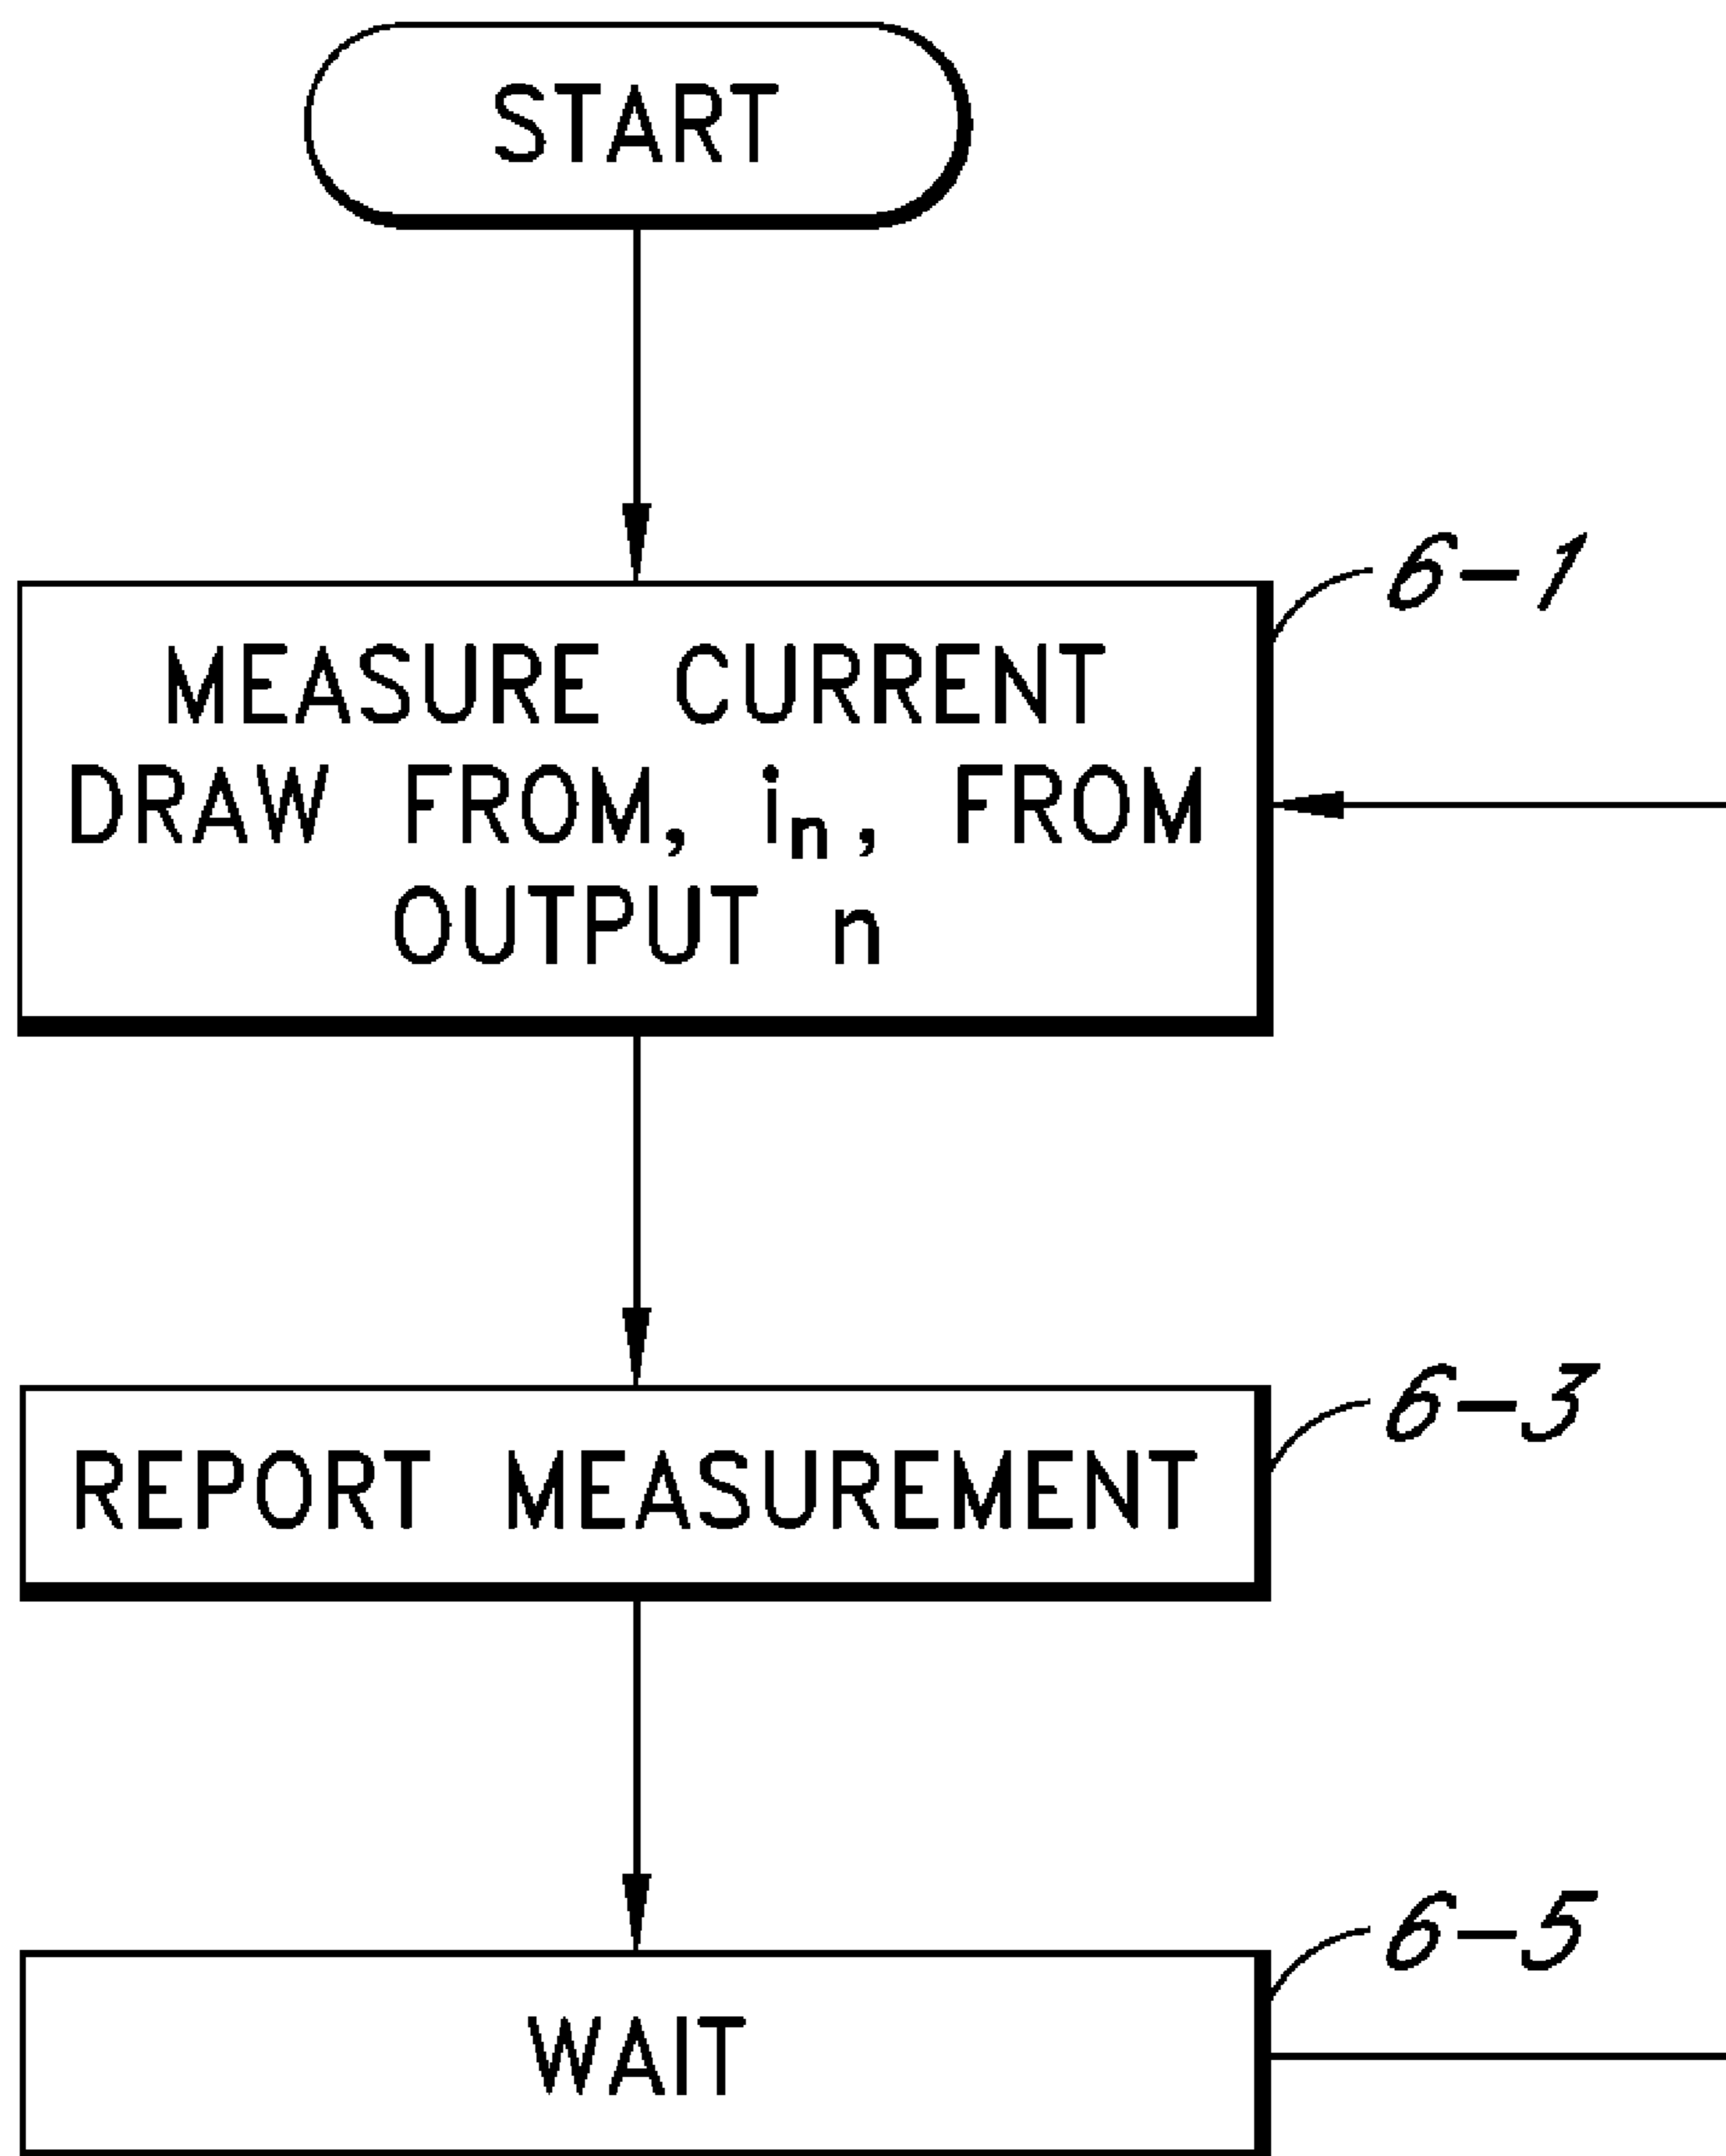 START
6-1
MEASURE CURRENT
DRAW FROM, iₙ, FROM
OUTPUT n
6-3
REPORT MEASUREMENT
6-5
WAIT